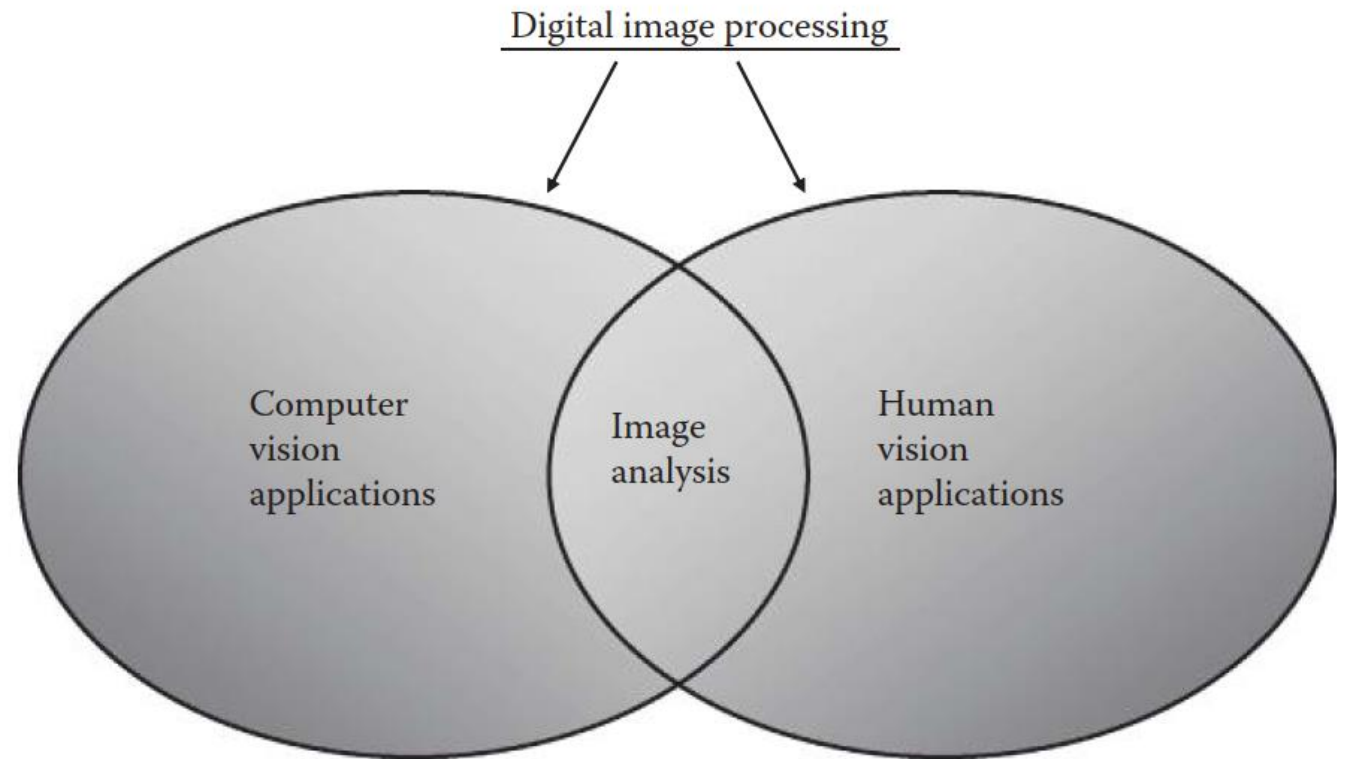 Digital image processing
Computer
vision
applications
Image
analysis
Human
vision
applications